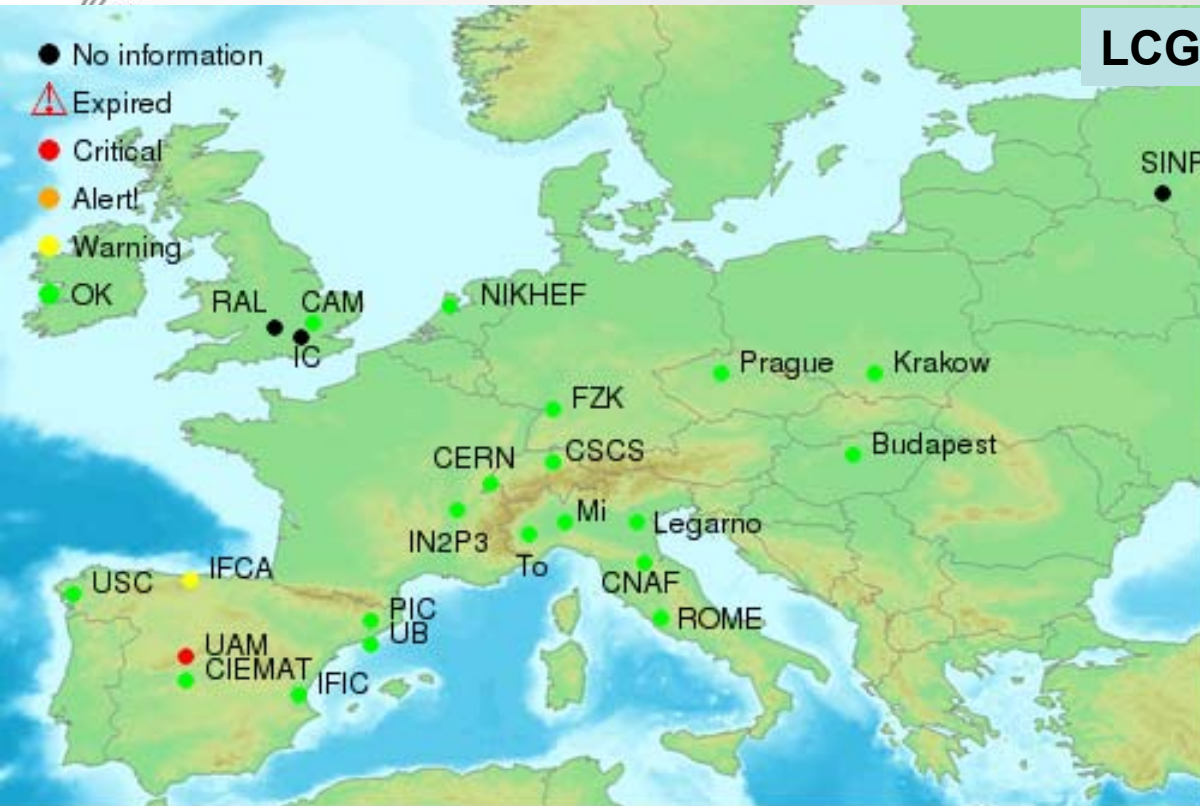 LCG
No information
Expired
Critical
Alert!
Warning
OK
SINP
RAL
CAM
IC
NIKHEF
Prague
Krakow
FZK
CERN
CSCS
Budapest
IN2P3
Mi
Legarno
To
CNAF
USC
IFCA
PIC
UB
ROME
UAM
CIEMAT
IFIC